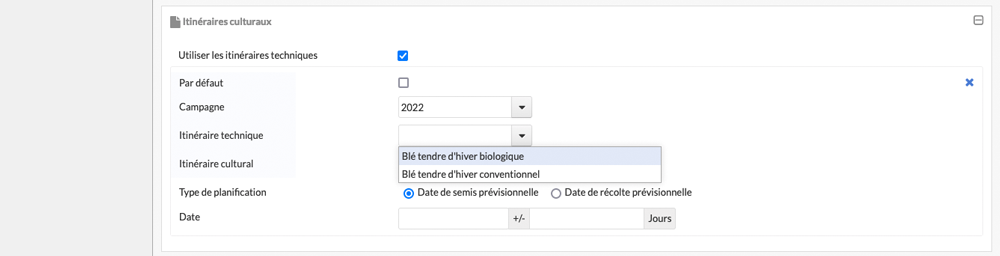 Itinéraires culturaux
Utiliser les itinéraires techniques
Par défaut
Campagne 2022
Itinéraire technique
Blé tendre d'hiver biologique
Itinéraire cultural
Blé tendre d'hiver conventionnel
Type de planification Date de semis prévisionnelle Date de récolte prévisionnelle
Date +/- Jours